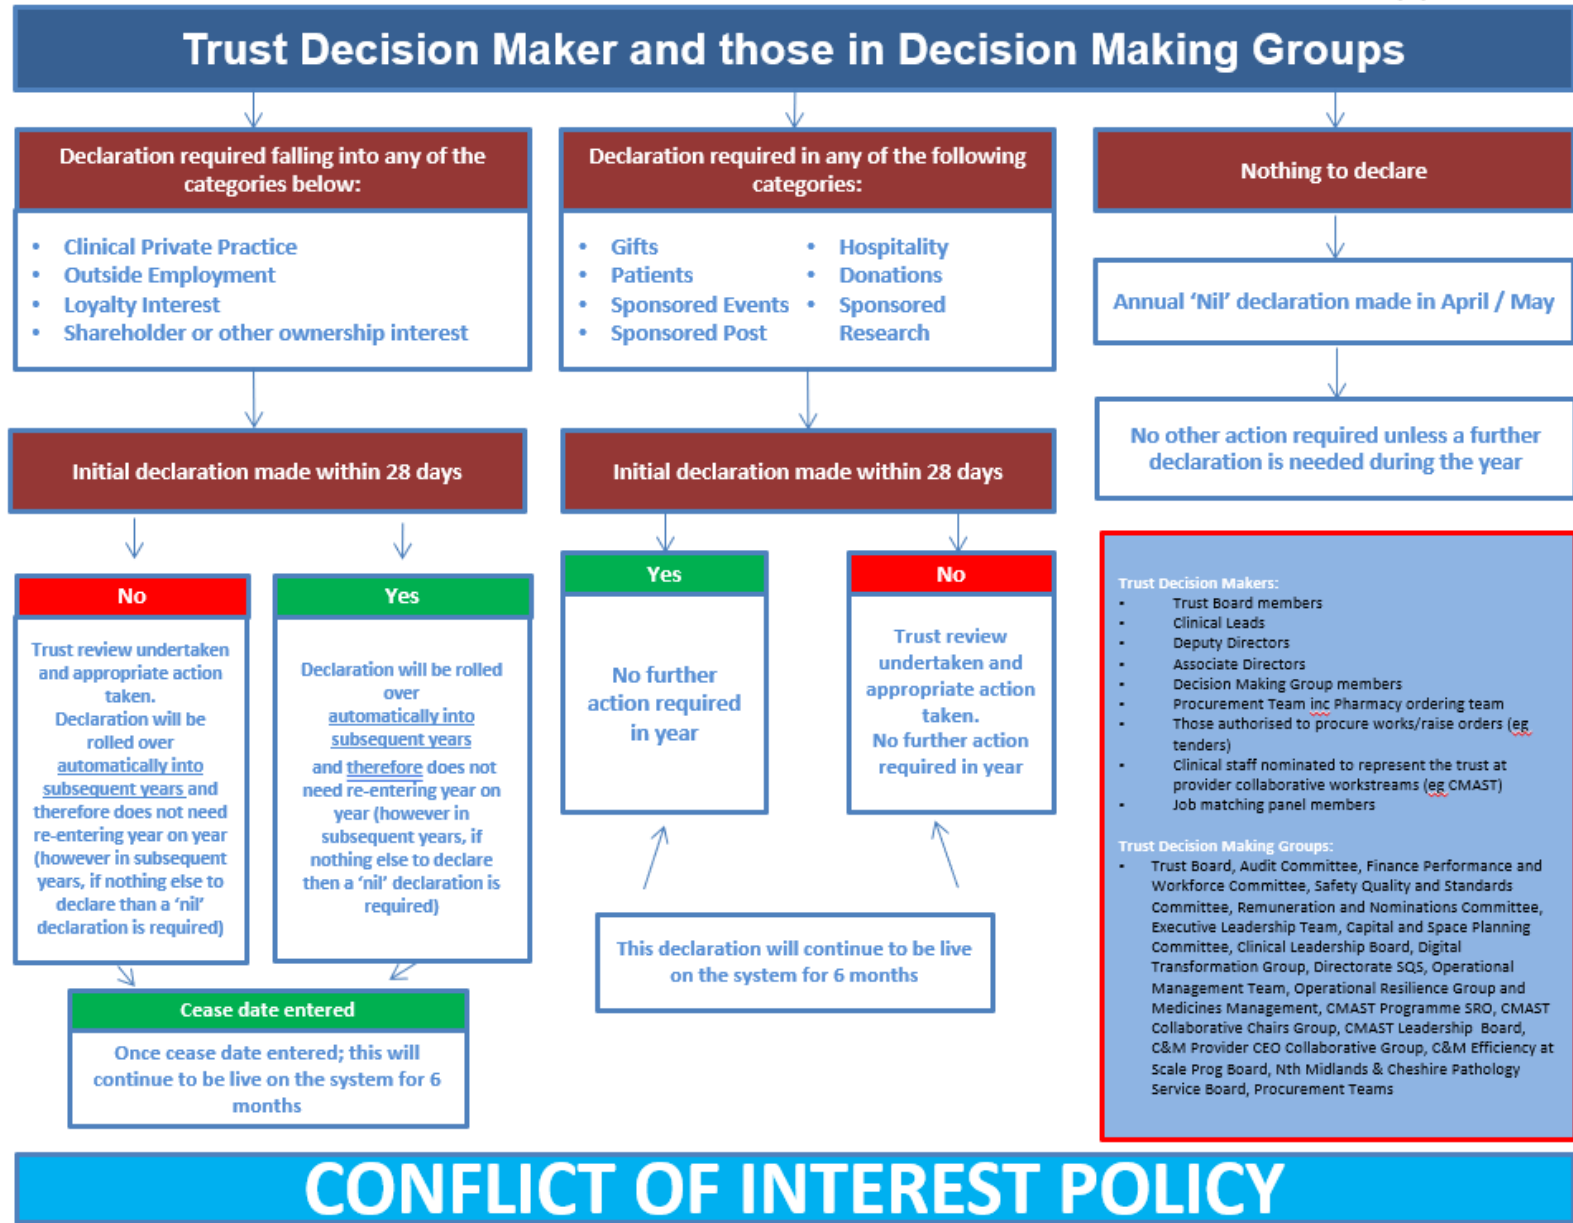 Trust Decision Maker and those in Decision Making Groups
Declaration required falling into any of the
categories below:
• Clinical Private Practice
• Outside Employment
• Loyalty Interest
• Shareholder or other ownership interest
Initial declaration made within 28 days
No
Trust review undertaken
and appropriate action
taken.
Declaration will be
rolled over
automatically into
subsequent years and
therefore does not need
re-entering year on year
(however in subsequent
years, if nothing else to
declare than a ‘nil’
declaration is required)
Yes
Declaration will be rolled
over
automatically into
subsequent years
and therefore does not
need re-entering year on
year (however in
subsequent years, if
nothing else to declare
then a ‘nil’ declaration is
required)
Cease date entered
Once cease date entered; this will
continue to be live on the system for 6
months
Declaration required in any of the following
categories:
• Gifts
• Patients
• Sponsored Events
• Sponsored Post
• Hospitality
• Donations
• Sponsored
Research
Initial declaration made within 28 days
Yes
No further
action required
in year
No
Trust review
undertaken and
appropriate action
taken.
No further action
required in year
This declaration will continue to be live
on the system for 6 months
Nothing to declare
Annual ‘Nil’ declaration made in April / May
No other action required unless a further
declaration is needed during the year
Trust Decision Makers:
• Trust Board members
• Clinical Leads
• Deputy Directors
• Associate Directors
• Decision Making Group members
• Procurement Team inc Pharmacy ordering team
• Those authorised to procure works/raise orders (eg
tenders)
• Clinical staff nominated to represent the trust at
provider collaborative workstreams (eg CMAST)
• Job matching panel members
Trust Decision Making Groups:
• Trust Board, Audit Committee, Finance Performance and
Workforce Committee, Safety Quality and Standards
Committee, Remuneration and Nominations Committee,
Executive Leadership Team, Capital and Space Planning
Committee, Clinical Leadership Board, Digital
Transformation Group, Directorate SQS, Operational
Management Team, Operational Resilience Group and
Medicines Management, CMAST Programme SRO, CMAST
Collaborative Chairs Group, CMAST Leadership Board,
C&M Provider CEO Collaborative Group, C&M Efficiency at
Scale Prog Board, Nth Midlands & Cheshire Pathology
Service Board, Procurement Teams
CONFLICT OF INTEREST POLICY